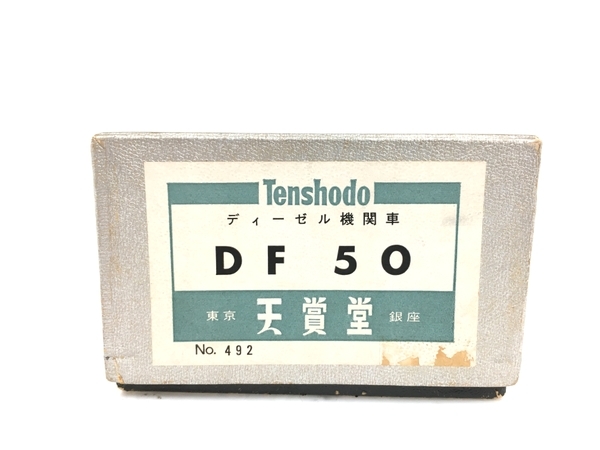 Tenshodo
ディーゼル機関車
DF 50
東京 天賞堂 銀座
No. 492